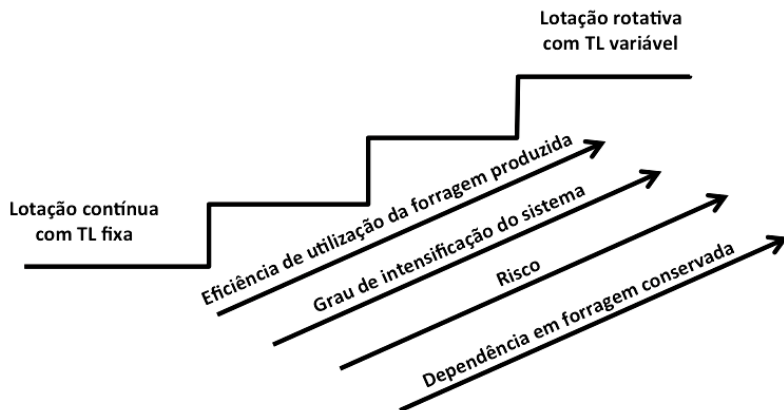 Lotação rotativa
com TL variável
Lotação contínua
com TL fixa
Eficiência de utilização da forragem produzida
Grau de intensificação do sistema
Risco
Dependência em forragem conservada